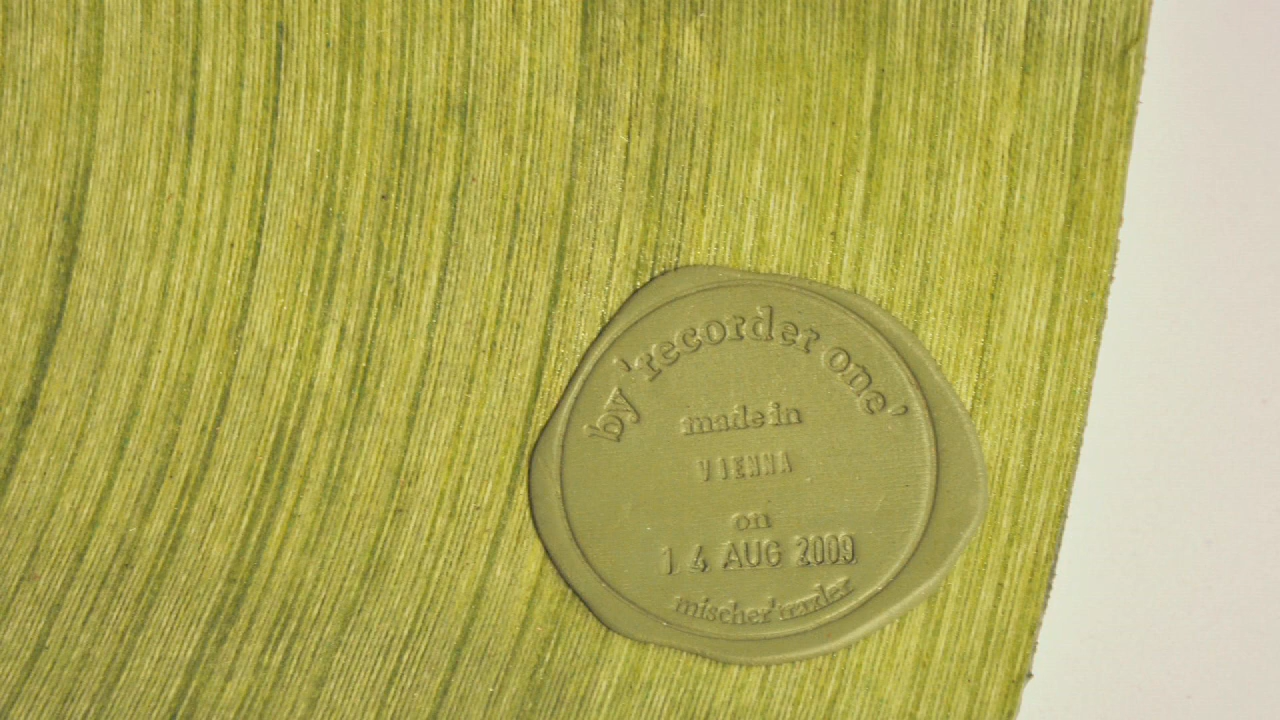 by 'recorder one'
made in
VIENNA
on
14 AUG 2009
mischer'traxler